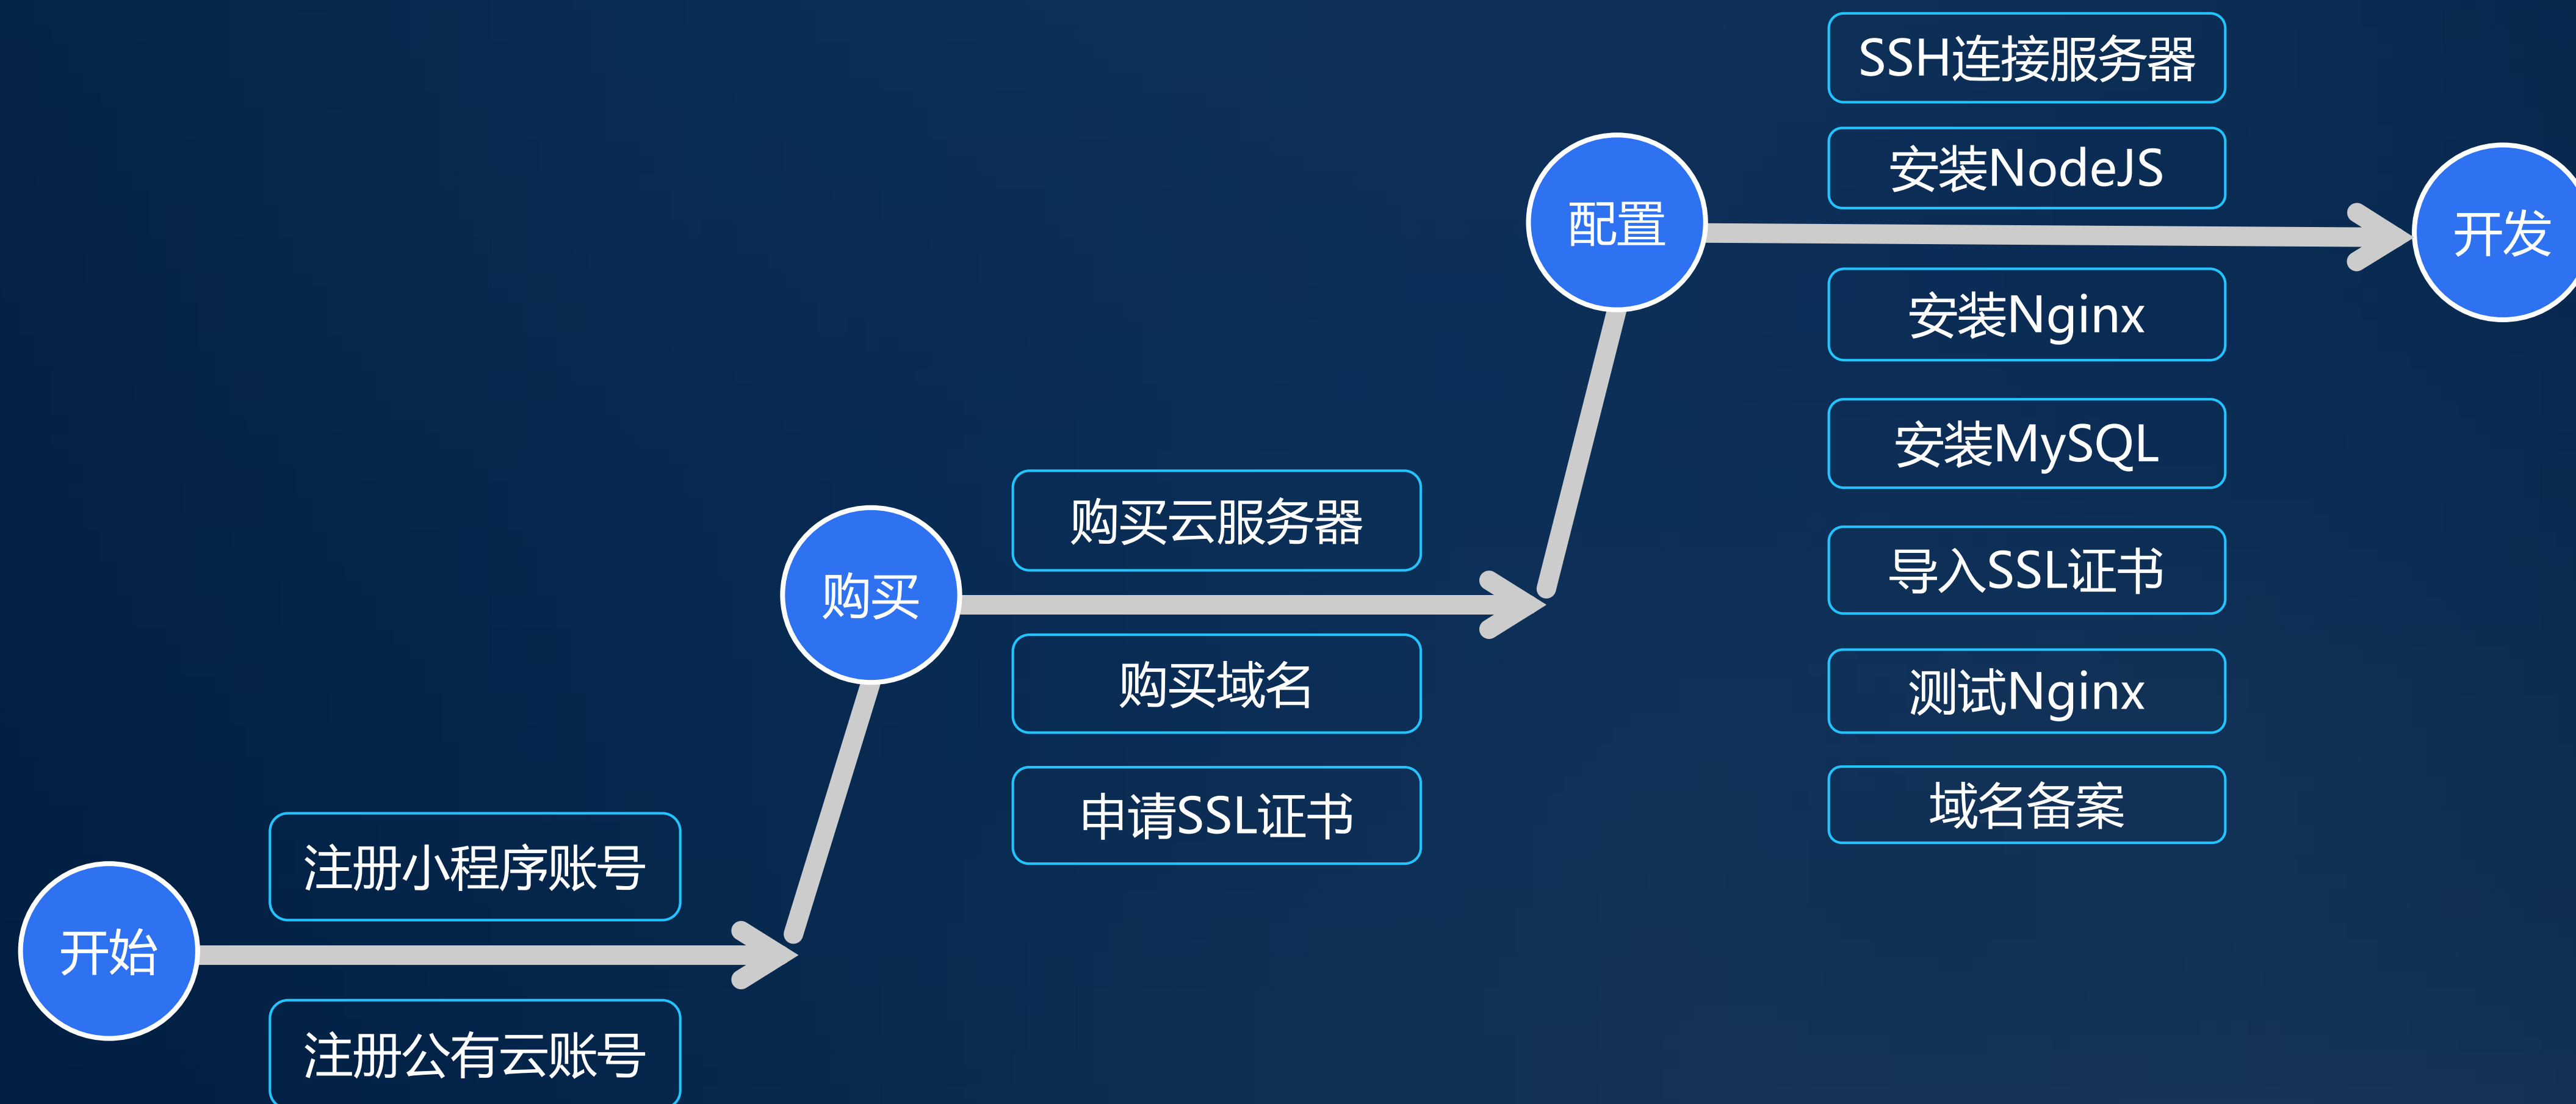 开始
注册小程序账号
注册公有云账号
购买
购买云服务器
购买域名
申请SSL证书
配置
SSH连接服务器
安装NodeJS
安装Nginx
安装MySQL
导入SSL证书
测试Nginx
域名备案
开发